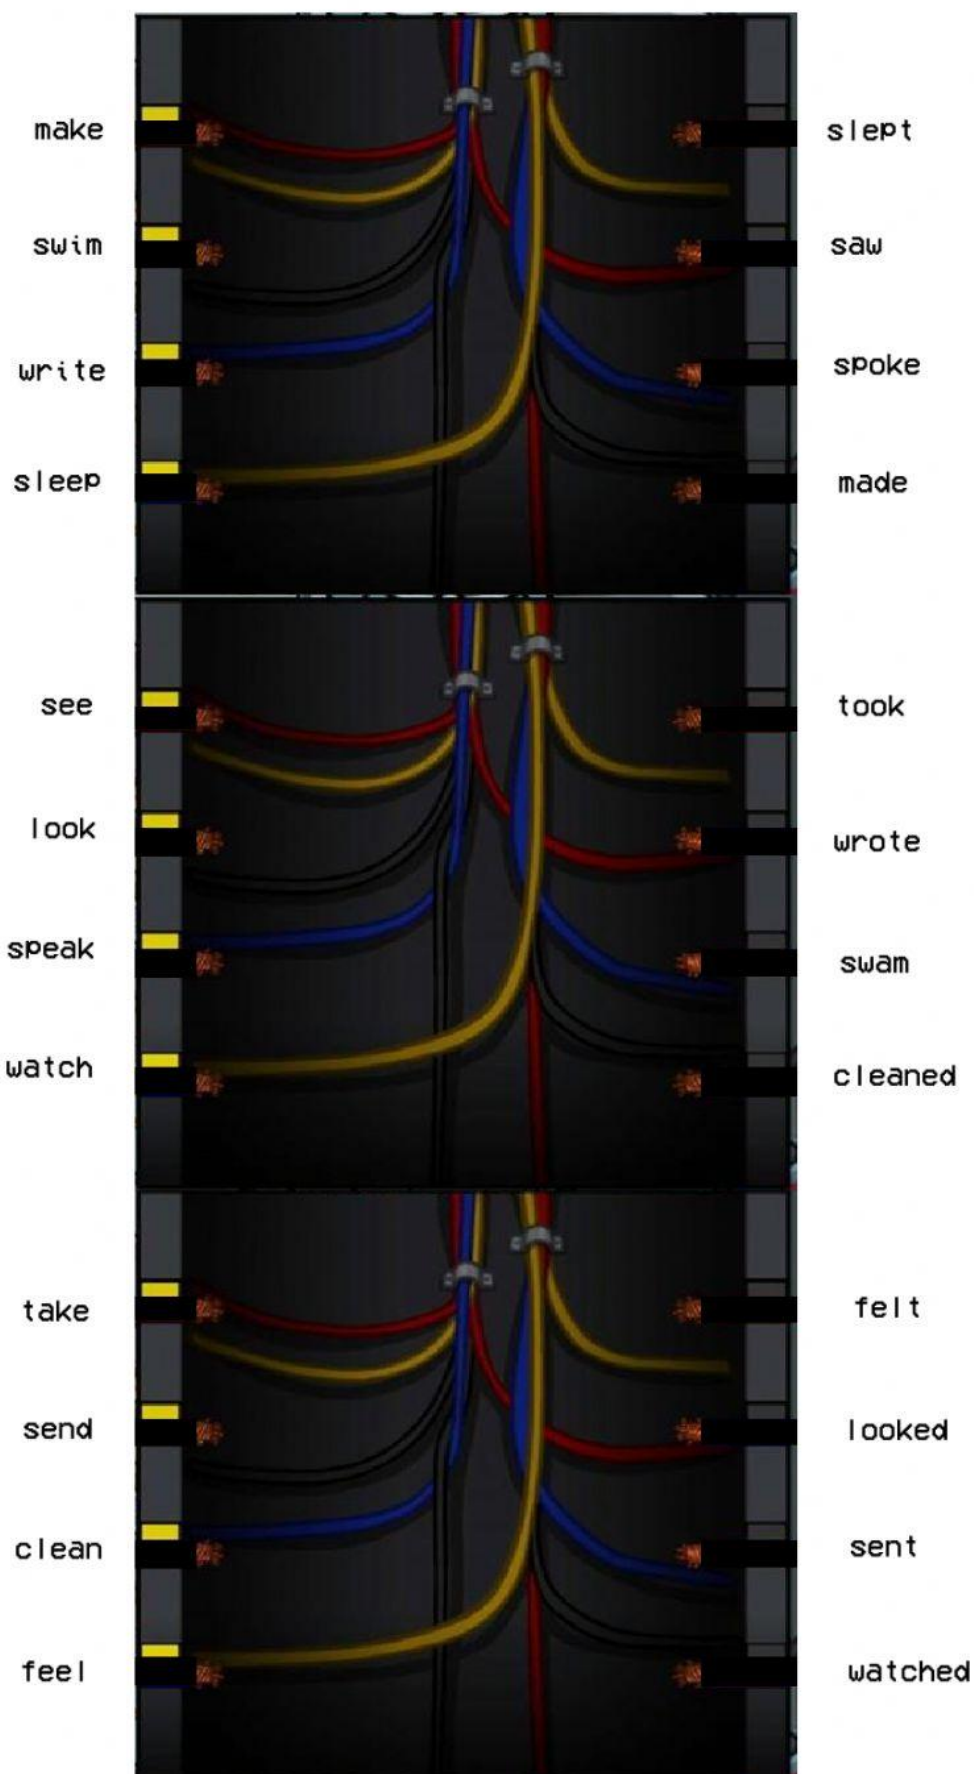 make slept
swim saw
write spoke
sleep made
see took
look wrote
speak swam
watch cleaned
take felt
send looked
clean sent
feel watched